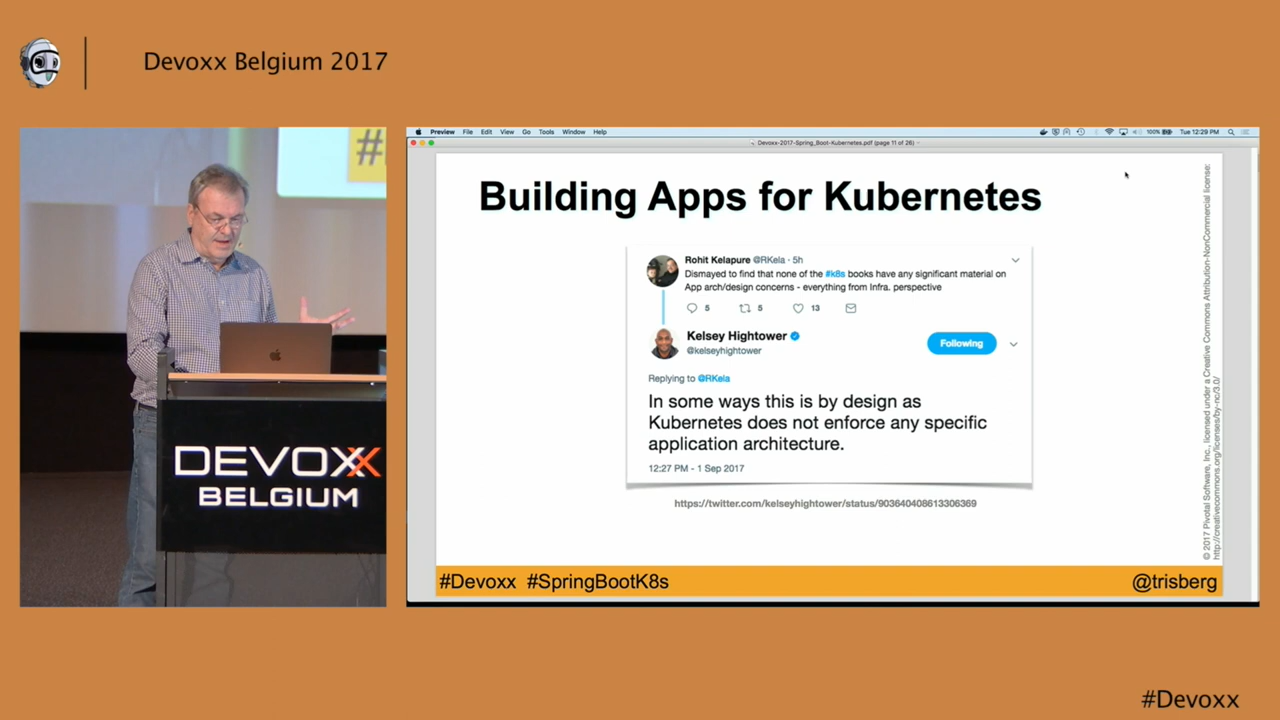 Devoxx Belgium 2017
#
DEVOXX
BELGIUM
Preview File Edit View Go Tools Window Help
100% Tue 12:29 PM
Devoxx-2017-Spring_Boot-Kubernetes.pdf (page 11 of 26)
Building Apps for Kubernetes
Rohit Kelapure @RKela · 5h
Dismayed to find that none of the #k8s books have any significant material on
App arch/design concerns - everything from Infra. perspective
5 5 13
Kelsey Hightower
@kelseyhightower
Following
Replying to @RKela
In some ways this is by design as
Kubernetes does not enforce any specific
application architecture.
12:27 PM - 1 Sep 2017
https://twitter.com/kelseyhightower/status/903640408613306369
© 2017 Pivotal Software, Inc., licensed under a Creative Commons Attribution-NonCommercial license:
http://creativecommons.org/licenses/by-nc/3.0/
#Devoxx #SpringBootK8s
@trisberg
#Devoxx